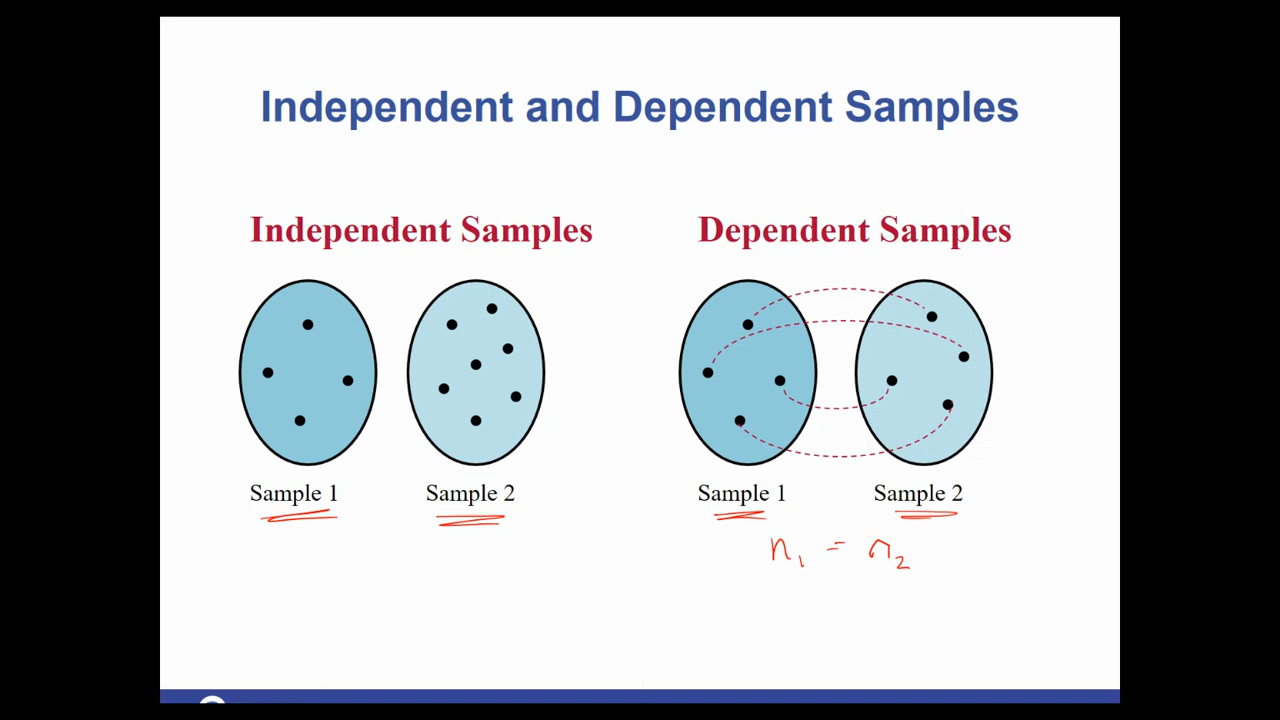 Independent and Dependent Samples
Independent Samples
Dependent Samples
Sample 1
Sample 2
Sample 1
Sample 2
n₁ = n₂